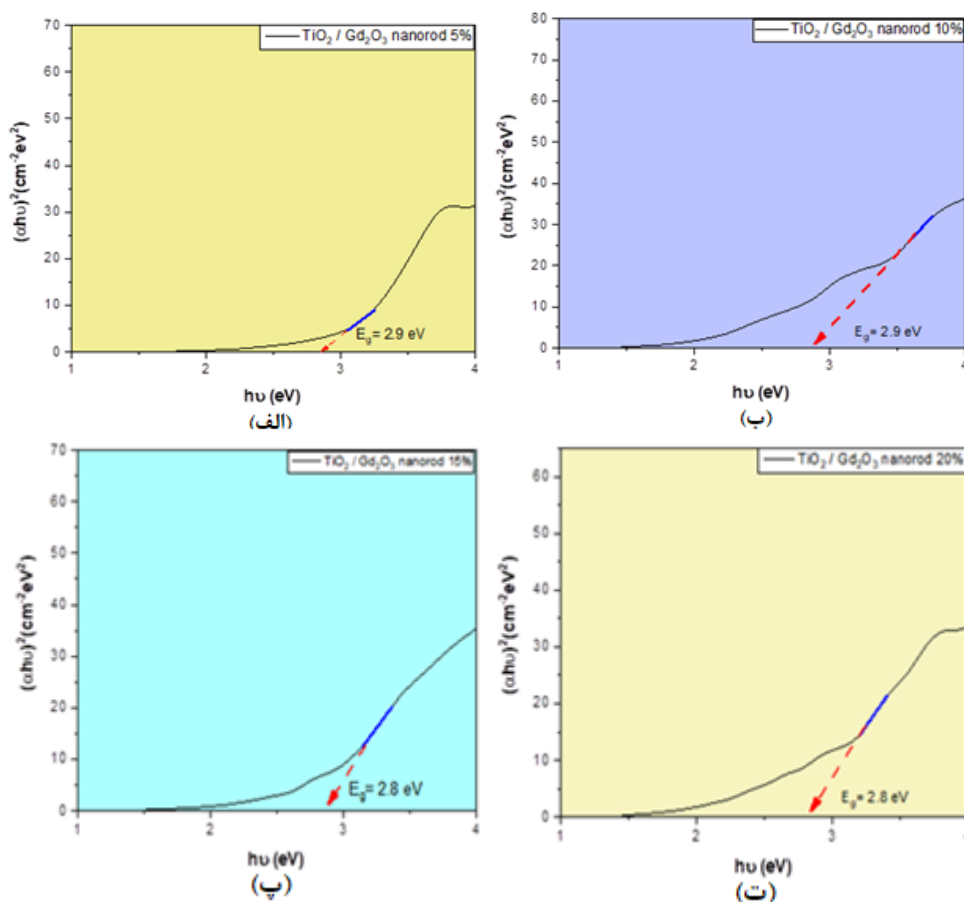 TiO2 / Gd2O3 nanorod 5%
(αhυ)²(cm⁻²ev²)
70
60
50
40
30
20
10
0
Eg= 2.9 eV
1 2 3 4
hυ (eV)
(الف)
TiO2 / Gd2O3 nanorod 10%
(αhυ)²(cm⁻²eV²)
80
70
60
50
40
30
20
10
0
Eg= 2.9 eV
1 2 3 4
hυ (eV)
(ب)
TiO2 / Gd2O3 nanorod 15%
(αhυ)²(cm⁻²eV²)
70
60
50
40
30
20
10
0
Eg= 2.8 eV
1 2 3 4
hυ (eV)
(پ)
TiO2 / Gd2O3 nanorod 20%
(αhυ)²(cm⁻²eV²)
60
50
40
30
20
10
0
Eg= 2.8 eV
1 2 3 4
hυ (eV)
(ت)